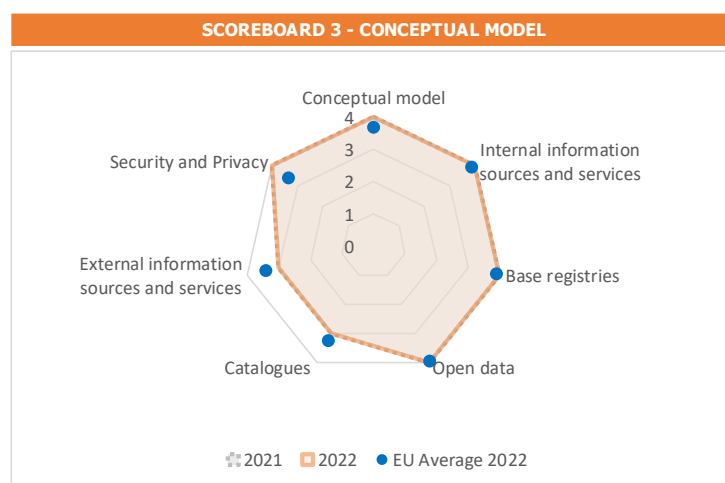 SCOREBOARD 3 - CONCEPTUAL MODEL
Conceptual model
4
3
2
1
0
Internal information
sources and services
Security and Privacy
External information
sources and services
Base registries
Catalogues
Open data
2021
2022
EU Average 2022